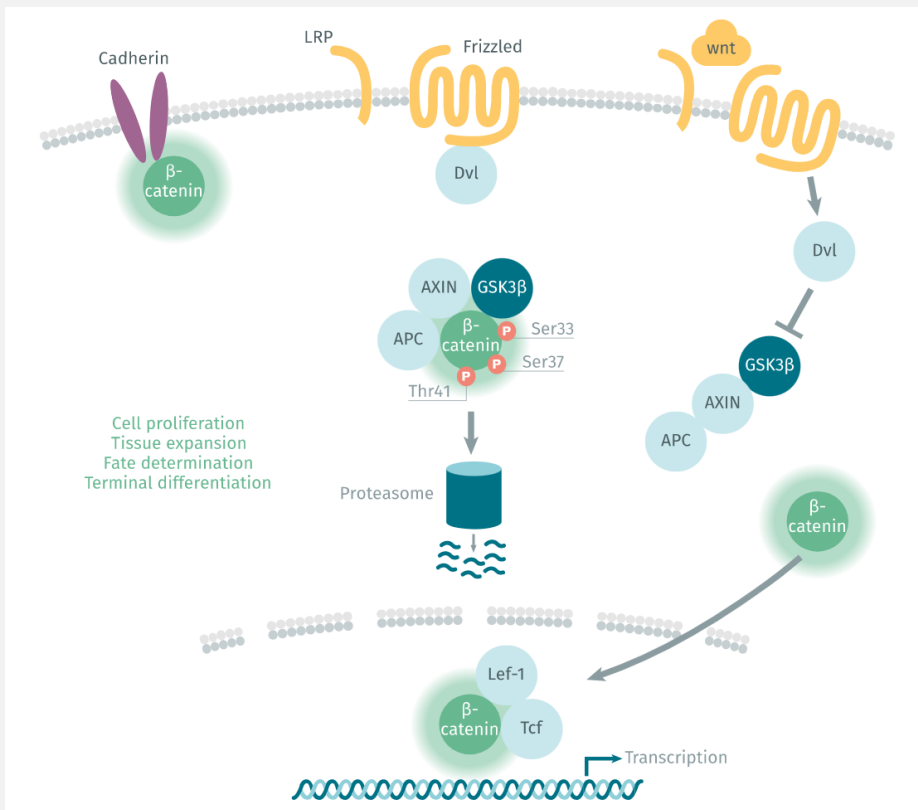 Cadherin
LRP
Frizzled
wnt
β-
catenin
Dvl
Dvl
AXIN
GSK3β
APC
β-
catenin
P
P
P
Ser33
Ser37
Thr41
GSK3β
AXIN
APC
Cell proliferation
Tissue expansion
Fate determination
Terminal differentiation
Proteasome
β-
catenin
Lef-1
β-
catenin
Tcf
Transcription